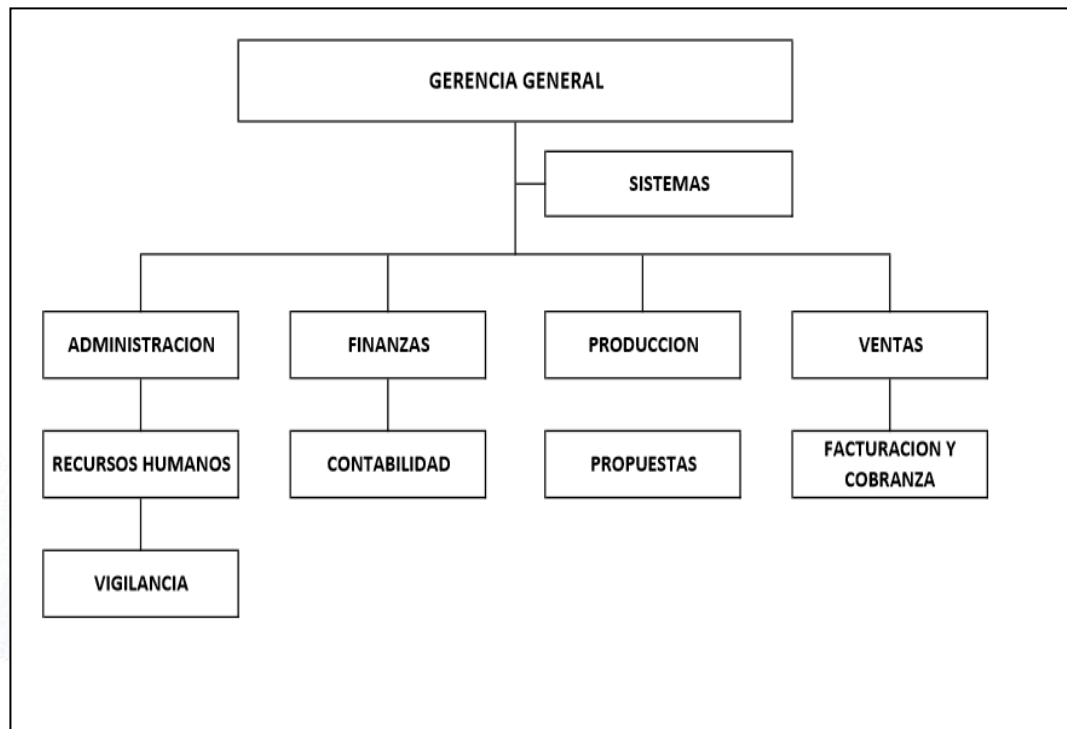 GERENCIA GENERAL
SISTEMAS
ADMINISTRACION
FINANZAS
PRODUCCION
VENTAS
RECURSOS HUMANOS
CONTABILIDAD
PROPUESTAS
FACTURACION Y
COBRANZA
VIGILANCIA